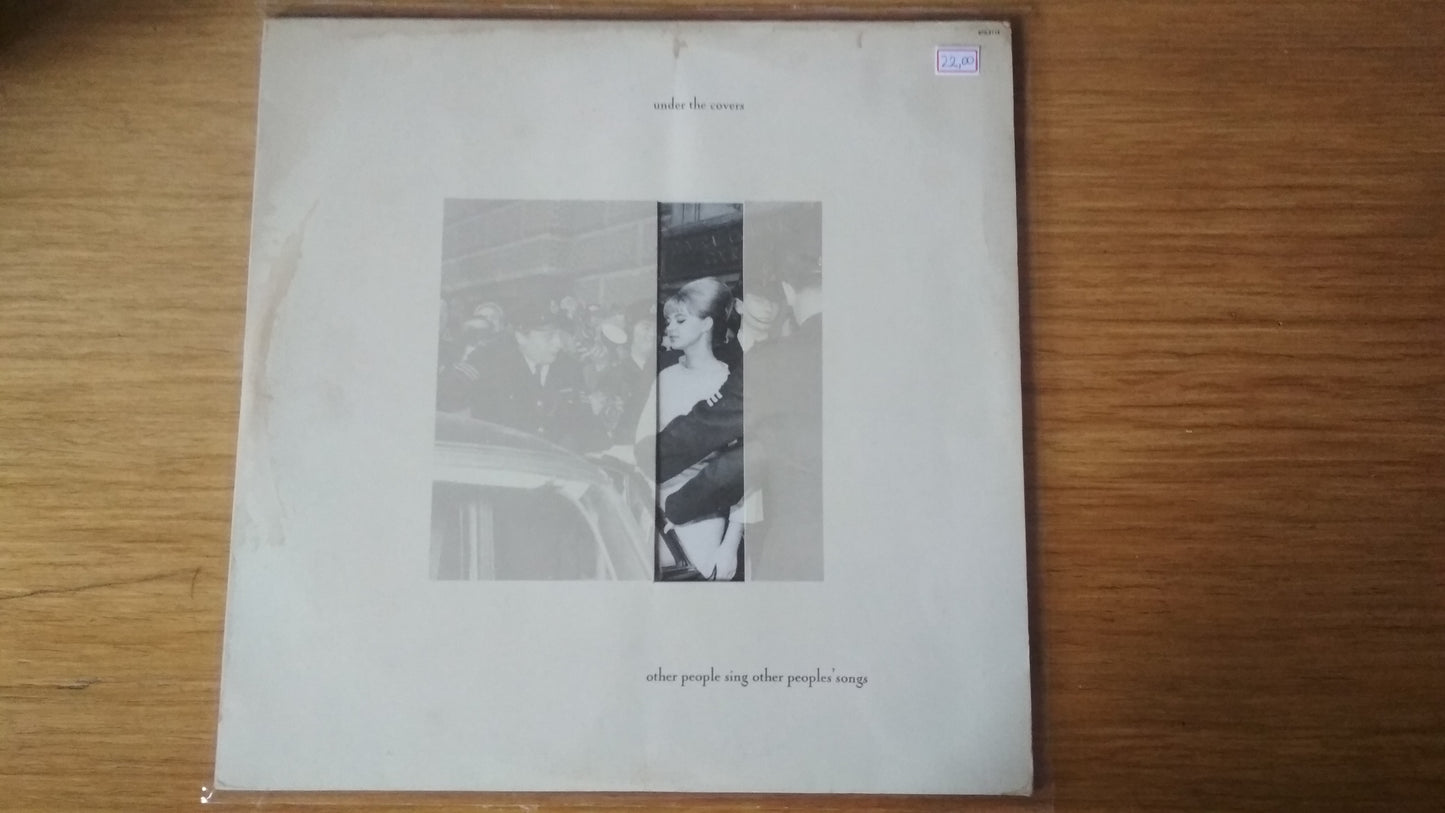 22,00
under the covers
other people sing other peoples' songs